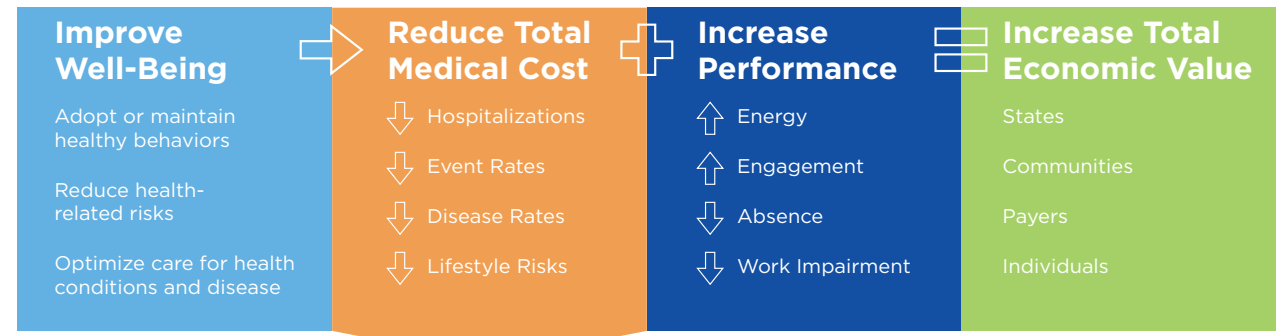 Improve
Well-Being
Adopt or maintain
healthy behaviors
Reduce health-
related risks
Optimize care for health
conditions and disease
Reduce Total
Medical Cost
Hospitalizations
Event Rates
Disease Rates
Lifestyle Risks
Increase
Performance
Energy
Engagement
Absence
Work Impairment
Increase Total
Economic Value
States
Communities
Payers
Individuals